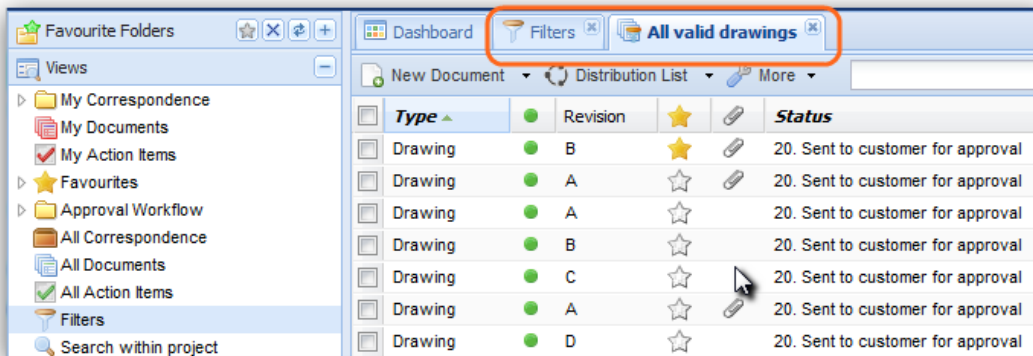 Favourite Folders
Views
My Correspondence
My Documents
My Action Items
Favourites
Approval Workflow
All Correspondence
All Documents
All Action Items
Filters
Search within project
Dashboard Filters All valid drawings
New Document Distribution List More
Type Revision Status
Drawing B 20. Sent to customer for approval
Drawing A 20. Sent to customer for approval
Drawing A 20. Sent to customer for approval
Drawing B 20. Sent to customer for approval
Drawing C 20. Sent to customer for approval
Drawing A 20. Sent to customer for approval
Drawing D 20. Sent to customer for approval